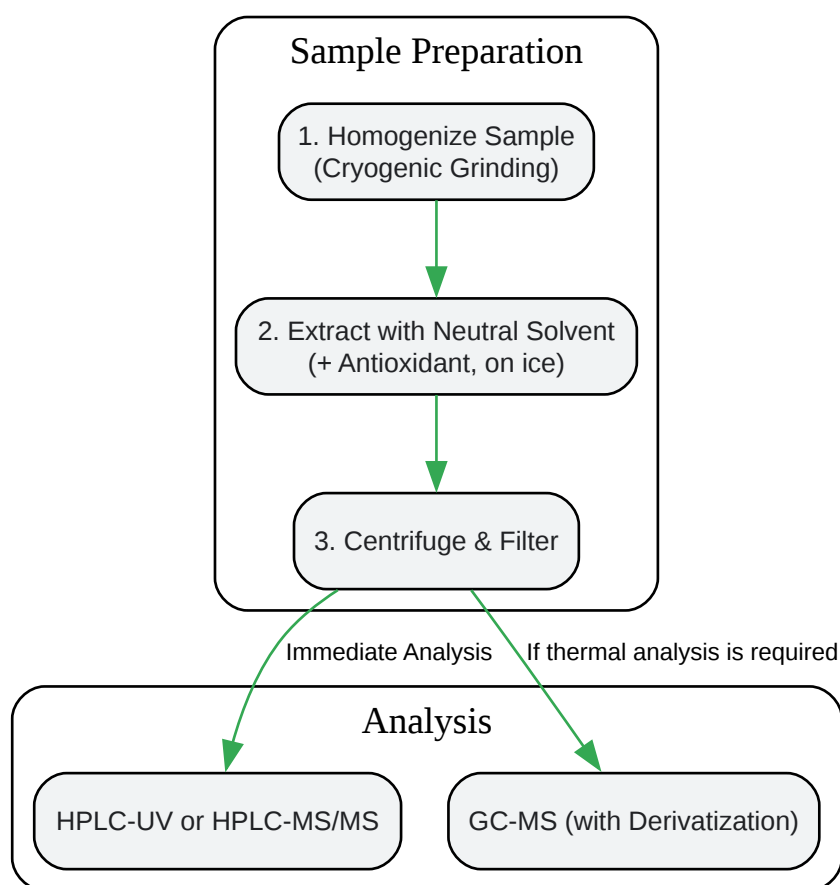 Sample Preparation
1. Homogenize Sample
(Cryogenic Grinding)
2. Extract with Neutral Solvent
(+ Antioxidant, on ice)
3. Centrifuge & Filter
Immediate Analysis
If thermal analysis is required
Analysis
HPLC-UV or HPLC-MS/MS
GC-MS (with Derivatization)